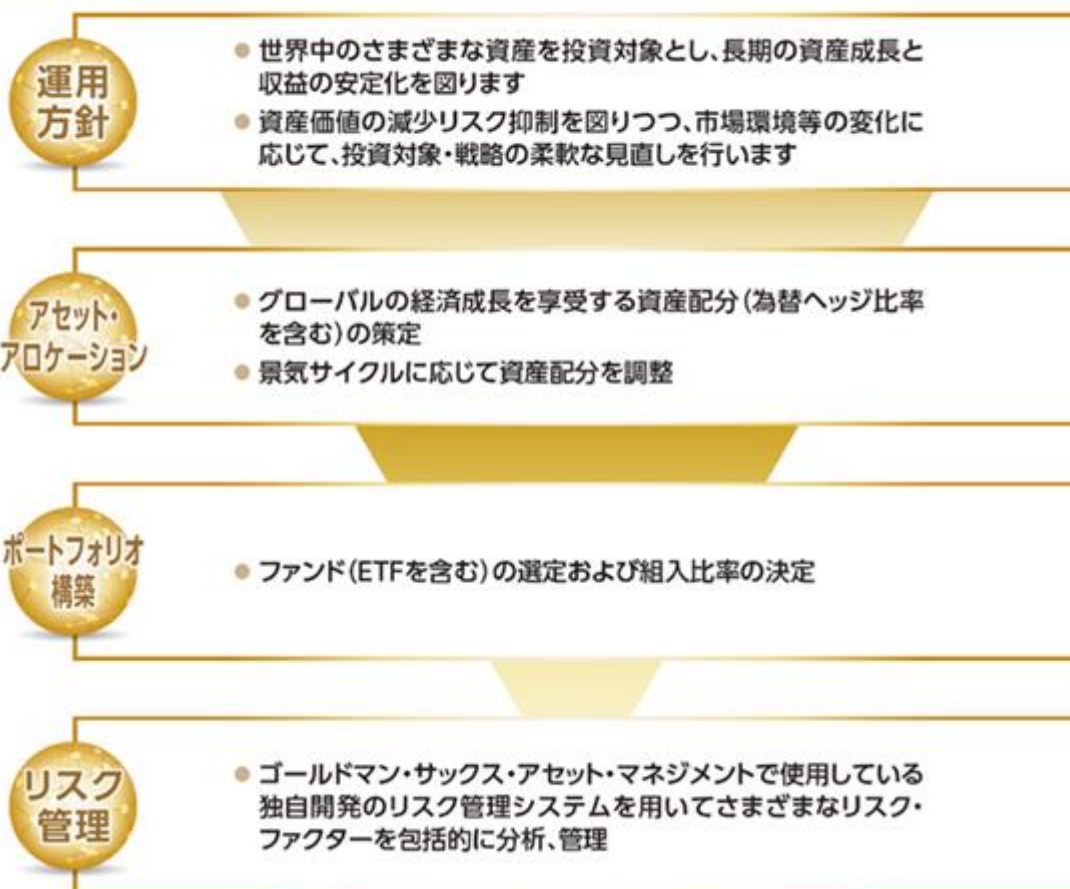 運用
方針
● 世界中のさまざまな資産を投資対象とし、長期の資産成長と
収益の安定化を図ります
● 資産価値の減少リスク抑制を図りつつ、市場環境等の変化に
応じて、投資対象・戦略の柔軟な見直しを行います
アセット・
アロケーション
● グローバルの経済成長を享受する資産配分(為替ヘッジ比率
を含む)の策定
● 景気サイクルに応じて資産配分を調整
ポートフォリオ
構築
● ファンド(ETFを含む)の選定および組入比率の決定
リスク
管理
● ゴールドマン・サックス・アセット・マネジメントで使用している
独自開発のリスク管理システムを用いてさまざまなリスク・
ファクターを包括的に分析、管理